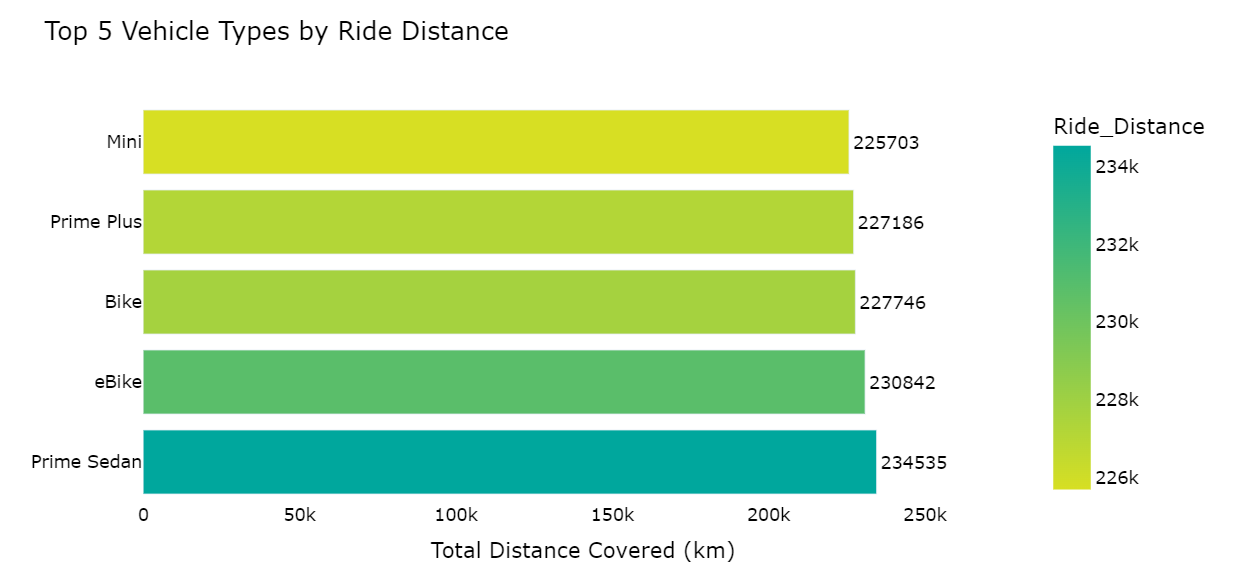 Top 5 Vehicle Types by Ride Distance
Mini 225703
Prime Plus 227186
Bike 227746
eBike 230842
Prime Sedan 234535
0 50k 100k 150k 200k 250k
Total Distance Covered (km)
Ride_Distance
234k
232k
230k
228k
226k